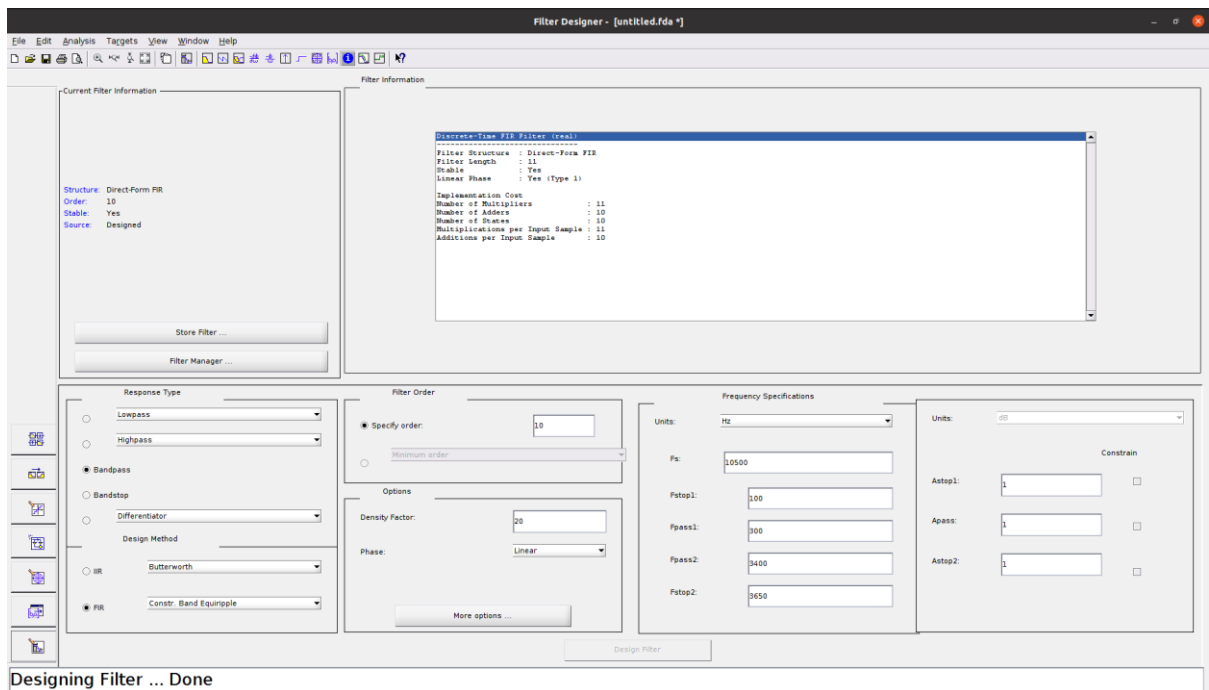 Filter Designer - [untitled.fda *]
File Edit Analysis Targets View Window Help
Current Filter Information
Structure: Direct-Form FIR
Order: 10
Stable: Yes
Source: Designed
Store Filter ...
Filter Manager ...
Filter Information
Discrete-Time FIR Filter (real)
-------------------------------
Filter Structure : Direct-Form FIR
Filter Length : 11
Stable : Yes
Linear Phase : Yes (Type 1)
Implementation Cost
Number of Multipliers : 11
Number of Adders : 10
Number of States : 10
Multiplications per Input Sample : 11
Additions per Input Sample : 10
Response Type
Lowpass
Highpass
Bandpass
Bandstop
Differentiator
Design Method
IIR Butterworth
FIR Constr. Band Equiripple
Filter Order
Specify order: 10
Minimum order
Options
Density Factor: 20
Phase: Linear
More options ...
Frequency Specifications
Units: Hz
Fs: 10500
Fstop1: 100
Fpass1: 300
Fpass2: 3400
Fstop2: 3650
Units: dB
Constrain
Astop1: 1
Apass: 1
Astop2: 1
Design Filter
Designing Filter ... Done